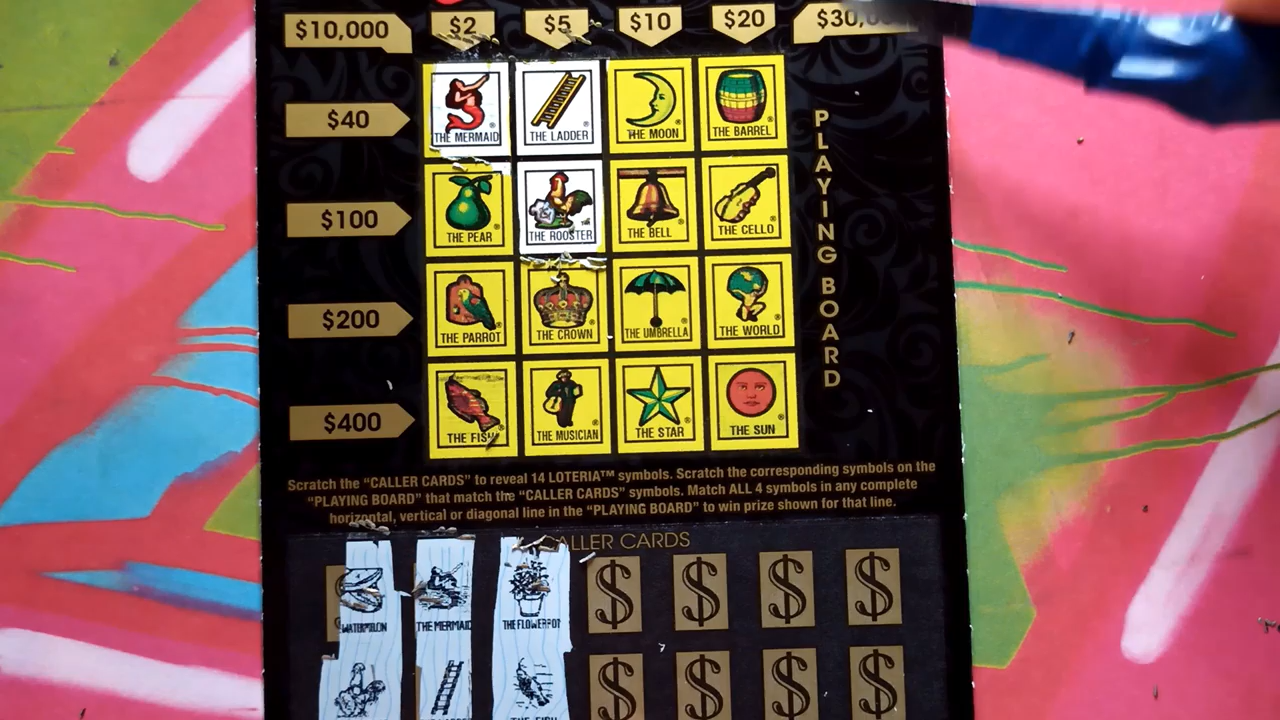 $10,000 $2 $5 $10 $20
$40
THE MERMAID THE LADDER THE MOON THE BARREL
$100
THE PEAR THE ROOSTER THE BELL THE CELLO
$200
THE PARROT THE CROWN THE UMBRELLA THE WORLD
$400
THE FISH THE MUSICIAN THE STAR THE SUN
PLAYING BOARD
Scratch the “CALLER CARDS” to reveal 14 LOTERIA™ symbols. Scratch the corresponding symbols on the
“PLAYING BOARD” that match the “CALLER CARDS” symbols. Match ALL 4 symbols in any complete
horizontal, vertical or diagonal line in the “PLAYING BOARD” to win prize shown for that line.
CALLER CARDS
THE MERMAID THE FLOWERPOT
$ $ $ $
THE FISH
$ $ $ $